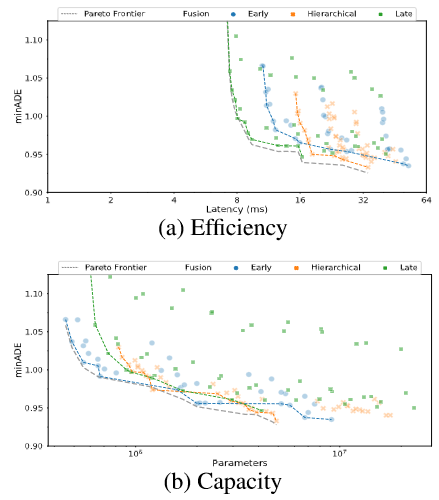 Pareto Frontier Fusion Early Hierarchical Late
1.10
1.05
1.00
0.95
0.90
minADE
1 2 4 8 16 32 64
Latency (ms)
(a) Efficiency
Pareto Frontier Fusion Early Hierarchical Late
1.10
1.05
1.00
0.95
0.90
minADE
10⁶ 10⁷
Parameters
(b) Capacity